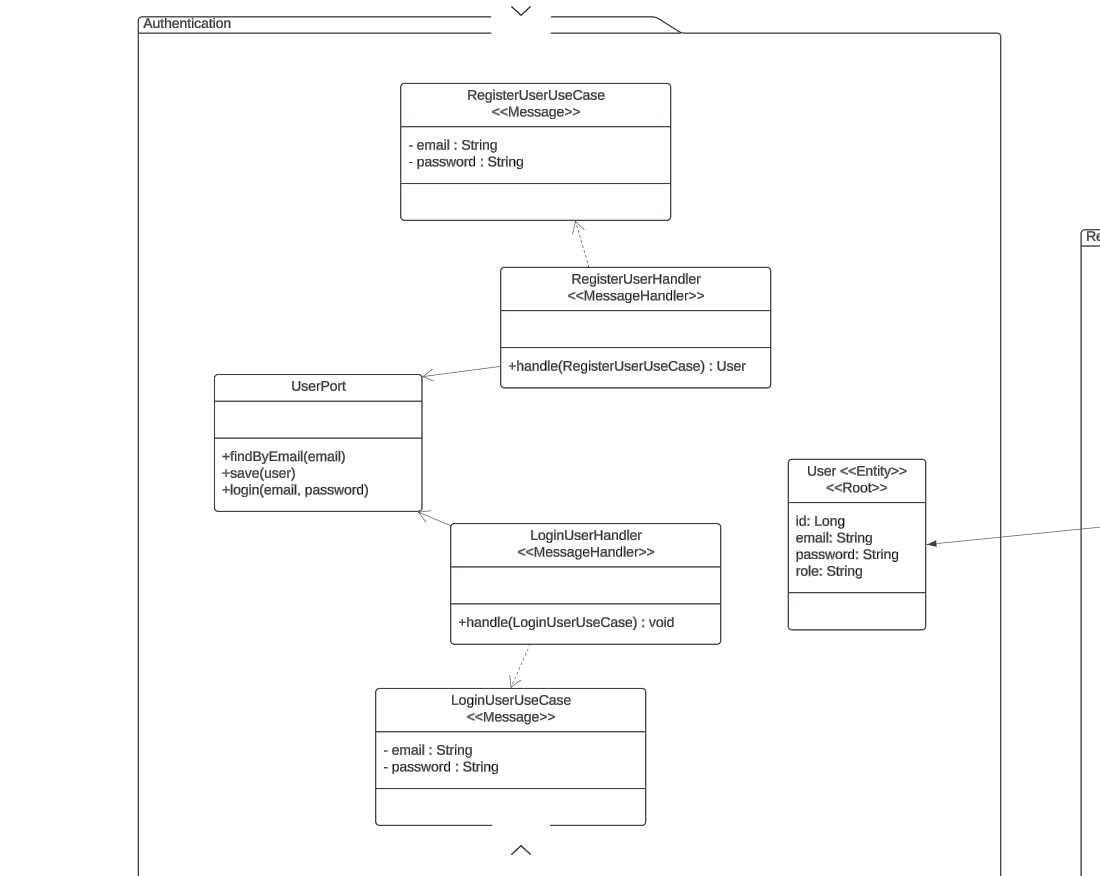 Authentication
RegisterUserUseCase
<<Message>>
- email : String
- password : String
Re
RegisterUserHandler
<<MessageHandler>>
+handle(RegisterUserUseCase) : User
UserPort
+findByEmail(email)
+save(user)
+login(email, password)
User <<Entity>>
<<Root>>
id: Long
email: String
password: String
role: String
LoginUserHandler
<<MessageHandler>>
+handle(LoginUserUseCase) : void
LoginUserUseCase
<<Message>>
- email : String
- password : String